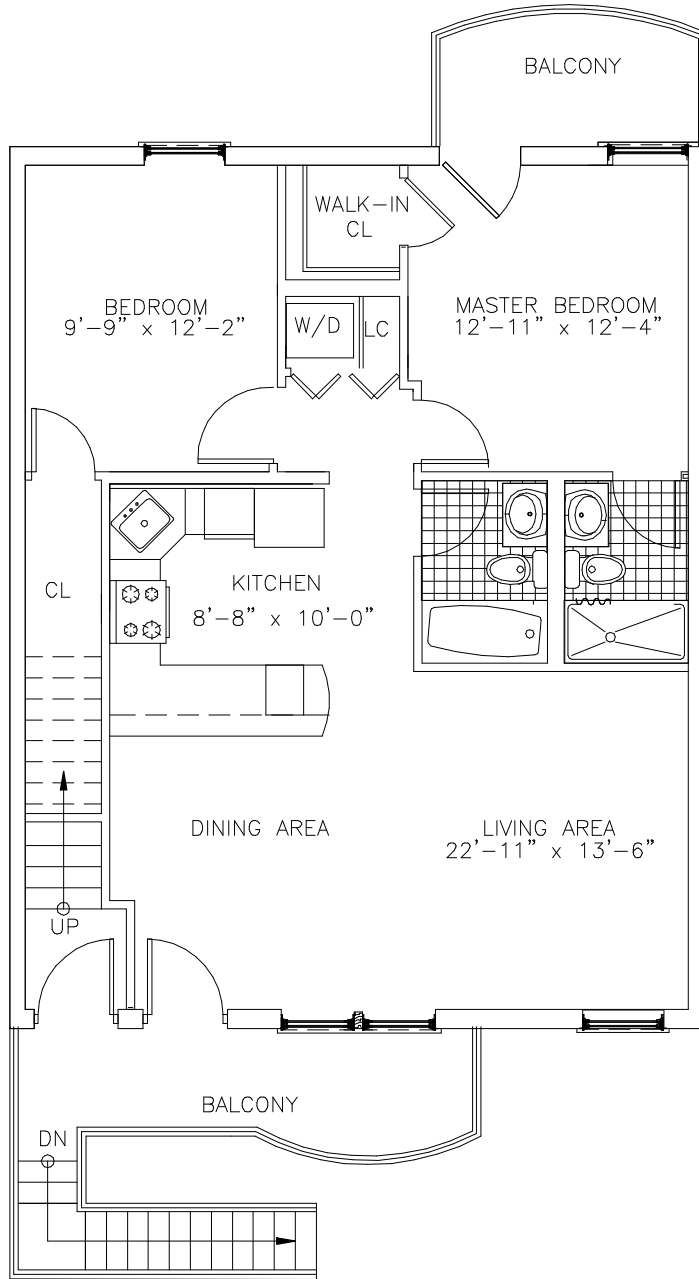 BALCONY
WALK-IN
CL
BEDROOM
9'-9" x 12'-2"
MASTER BEDROOM
12'-11" x 12'-4"
W/D
LC
CL
KITCHEN
8'-8" x 10'-0"
DINING AREA
LIVING AREA
22'-11" x 13'-6"
UP
BALCONY
DN